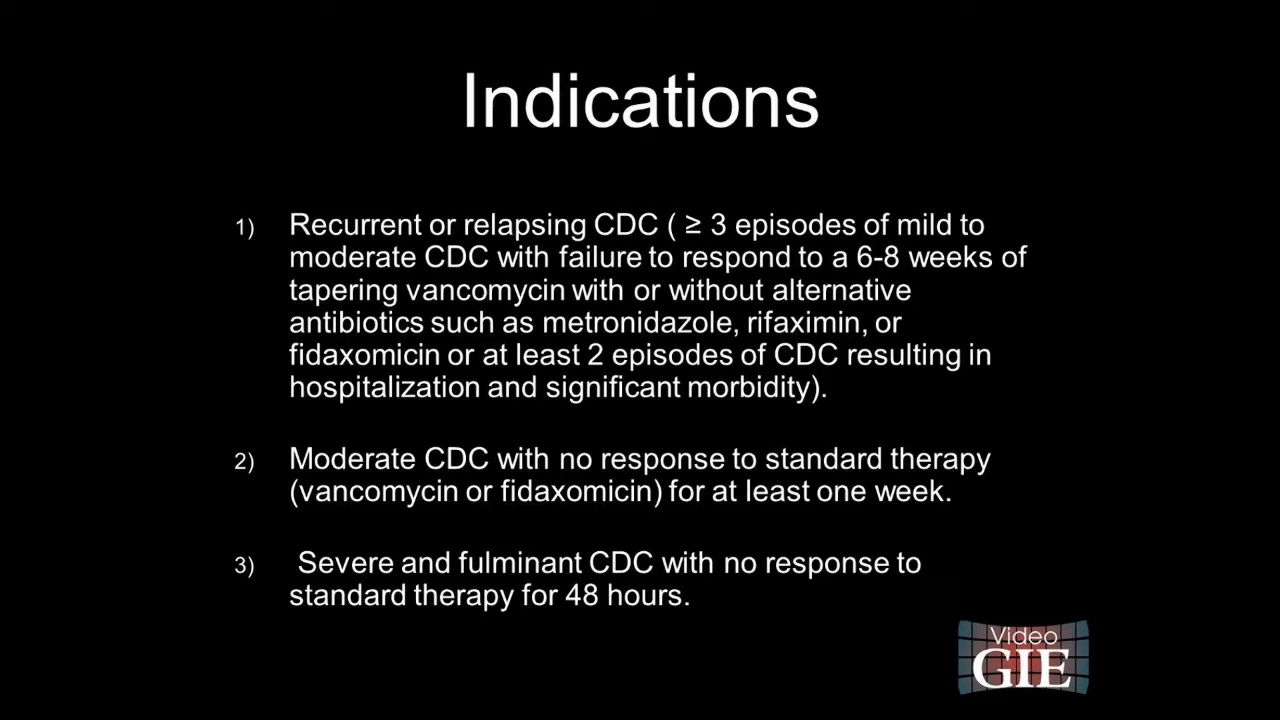 Indications
1) Recurrent or relapsing CDC ( ≥ 3 episodes of mild to
moderate CDC with failure to respond to a 6-8 weeks of
tapering vancomycin with or without alternative
antibiotics such as metronidazole, rifaximin, or
fidaxomicin or at least 2 episodes of CDC resulting in
hospitalization and significant morbidity).
2) Moderate CDC with no response to standard therapy
(vancomycin or fidaxomicin) for at least one week.
3) Severe and fulminant CDC with no response to
standard therapy for 48 hours.
Video
GIE